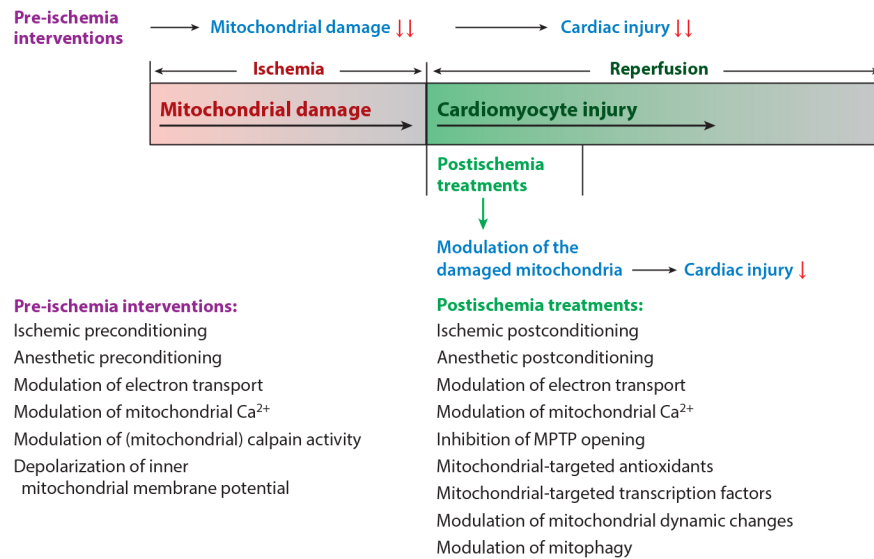 Pre-ischemia
interventions
Mitochondrial damage ↓↓
Cardiac injury ↓↓
Ischemia
Reperfusion
Mitochondrial damage
Cardiomyocyte injury
Postischemia
treatments
Modulation of the
damaged mitochondria
Cardiac injury ↓
Pre-ischemia interventions:
Ischemic preconditioning
Anesthetic preconditioning
Modulation of electron transport
Modulation of mitochondrial Ca²⁺
Modulation of (mitochondrial) calpain activity
Depolarization of inner
mitochondrial membrane potential
Postischemia treatments:
Ischemic postconditioning
Anesthetic postconditioning
Modulation of electron transport
Modulation of mitochondrial Ca²⁺
Inhibition of MPTP opening
Mitochondrial-targeted antioxidants
Mitochondrial-targeted transcription factors
Modulation of mitochondrial dynamic changes
Modulation of mitophagy